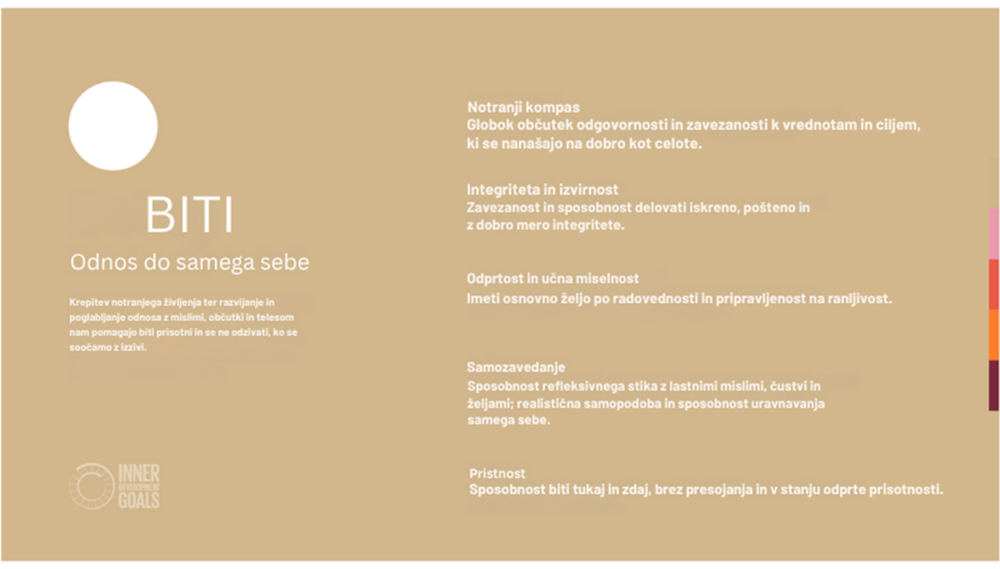 BITI
Odnos do samega sebe
Krepitev notranjega življenja ter razvijanje in
poglabljanje odnosa z mislimi, občutki in telesom
nam pomagajo biti prisotni in se ne odzivati, ko se
soočamo z izzivi.
INNER
DEVELOPMENT
GOALS
Notranji kompas
Globok občutek odgovornosti in zavezanosti k vrednotam in ciljem,
ki se nanašajo na dobro kot celote.
Integriteta in izvirnost
Zavezanost in sposobnost delovati iskreno, pošteno in
z dobro mero integritete.
Odprtost in učna miselnost
Imeti osnovno željo po radovednosti in pripravljenost na ranljivost.
Samozavedanje
Sposobnost refleksivnega stika z lastnimi mislimi, čustvi in
željami; realistična samopodoba in sposobnost uravnavanja
samega sebe.
Pristnost
Sposobnost biti tukaj in zdaj, brez presojanja in v stanju odprte prisotnosti.